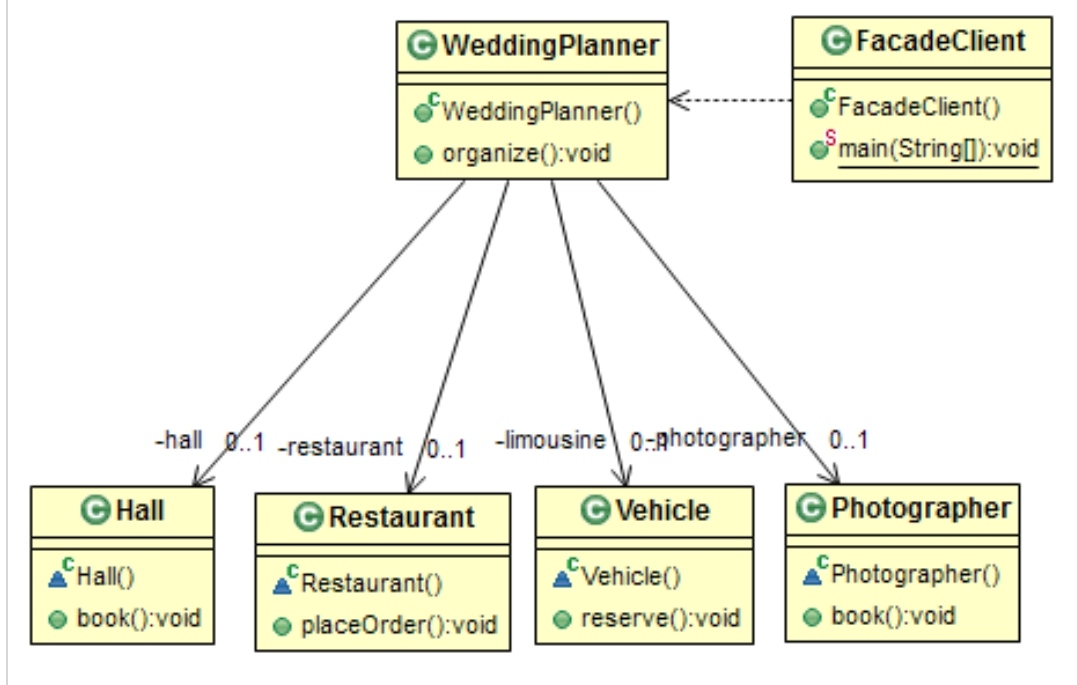 WeddingPlanner
WeddingPlanner()
organize():void
FacadeClient
FacadeClient()
main(String[]):void
-hall 0..1
-restaurant 0..1
-limousine 0..1
-photographer 0..1
Hall
Hall()
book():void
Restaurant
Restaurant()
placeOrder():void
Vehicle
Vehicle()
reserve():void
Photographer
Photographer()
book():void